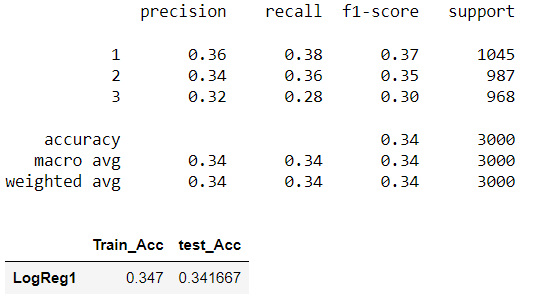 precision recall f1-score support
1 0.36 0.38 0.37 1045
2 0.34 0.36 0.35 987
3 0.32 0.28 0.30 968
accuracy 0.34 3000
macro avg 0.34 0.34 0.34 3000
weighted avg 0.34 0.34 0.34 3000
Train_Acc test_Acc
LogReg1 0.347 0.341667